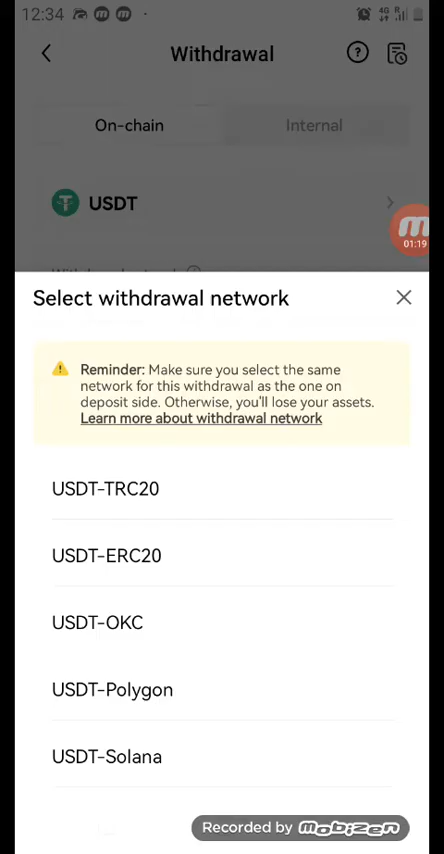 12:34
4G R
Withdrawal
On-chain
Internal
USDT
01:19
Select withdrawal network
Reminder: Make sure you select the same
network for this withdrawal as the one on
deposit side. Otherwise, you'll lose your assets.
Learn more about withdrawal network
USDT-TRC20
USDT-ERC20
USDT-OKC
USDT-Polygon
USDT-Solana
Recorded by mobizen